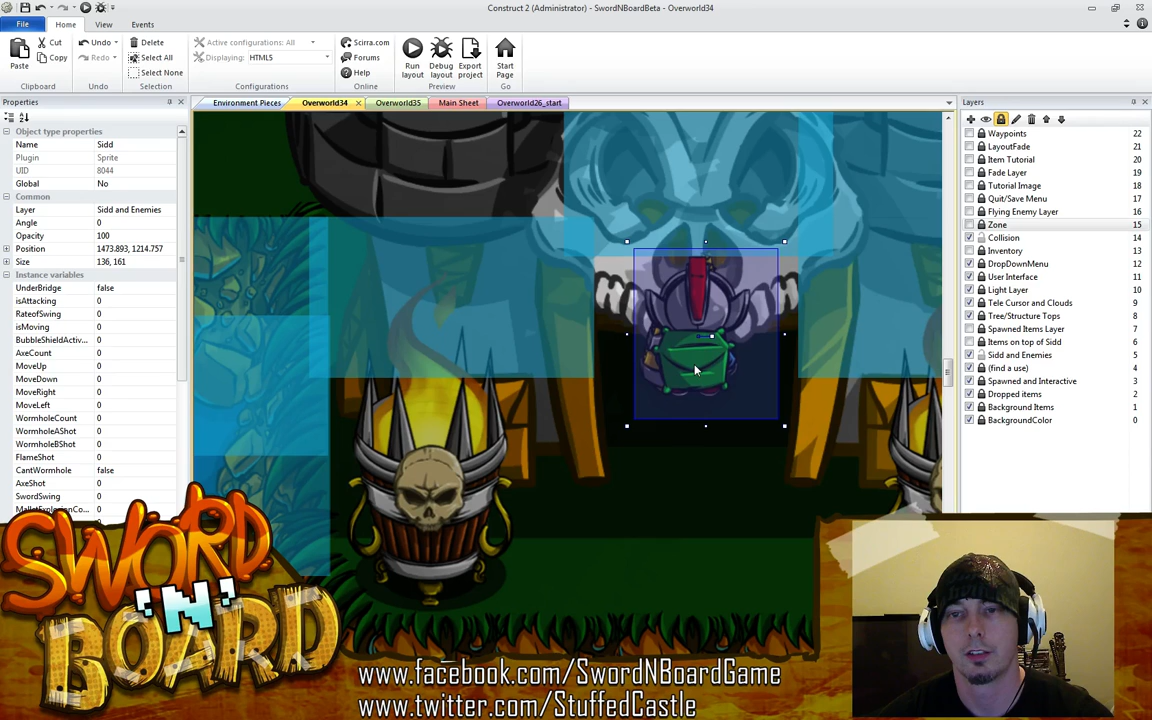 Construct 2 (Administrator) - SwordNBoardBeta - Overworld34
File Home View Events
Paste Cut Copy Undo Redo Delete Select All Select None
Active configurations: All
Displaying: HTML5
Scirra.com Forums Help
Run layout Debug layout Export project Start Page
Clipboard Undo Selection Configurations Online Preview Go
Properties
Environment Pieces Overworld34 Overworld35 Main Sheet Overworld26_start
Layers
Object type properties
Name Sidd
Plugin Sprite
UID 8044
Global No
Common
Layer Sidd and Enemies
Angle 0
Opacity 100
Position 1473.893, 1214.757
Size 136, 161
Instance variables
UnderBridge false
isAttacking 0
RateofSwing 0
isMoving 0
BubbleShieldActiv... 0
AxeCount 0
MoveUp 0
MoveDown 0
MoveRight 0
MoveLeft 0
WormholeCount 0
WormholeAShot 0
WormholeBShot 0
FlameShot 0
CantWormhole false
AxeShot 0
SwordSwing 0
MalletExplosionCo...
Waypoints 22
LayoutFade 21
Item Tutorial 20
Fade Layer 19
Tutorial Image 18
Quit/Save Menu 17
Flying Enemy Layer 16
Zone 15
Collision 14
Inventory 13
DropDownMenu 12
User Interface 11
Light Layer 10
Tele Cursor and Clouds 9
Tree/Structure Tops 8
Spawned Items Layer 7
Items on top of Sidd 6
Sidd and Enemies 5
(find a use) 4
Spawned and Interactive 3
Dropped items 2
Background Items 1
BackgroundColor 0
SWORD
'N'
BOARD
www.facebook.com/SwordNBoardGame
www.twitter.com/StuffedCastle